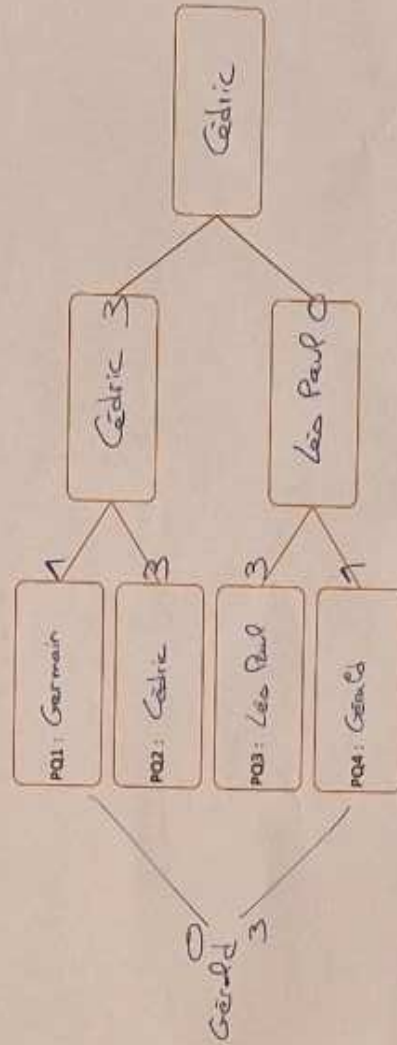 PQ1: Germain 1
PQ2: Cédric 3
PQ3: Léo Paul 3
PQ4: Gérald 1
Cédric 3
Léo Paul 0
Cédric
0
Gérald
3